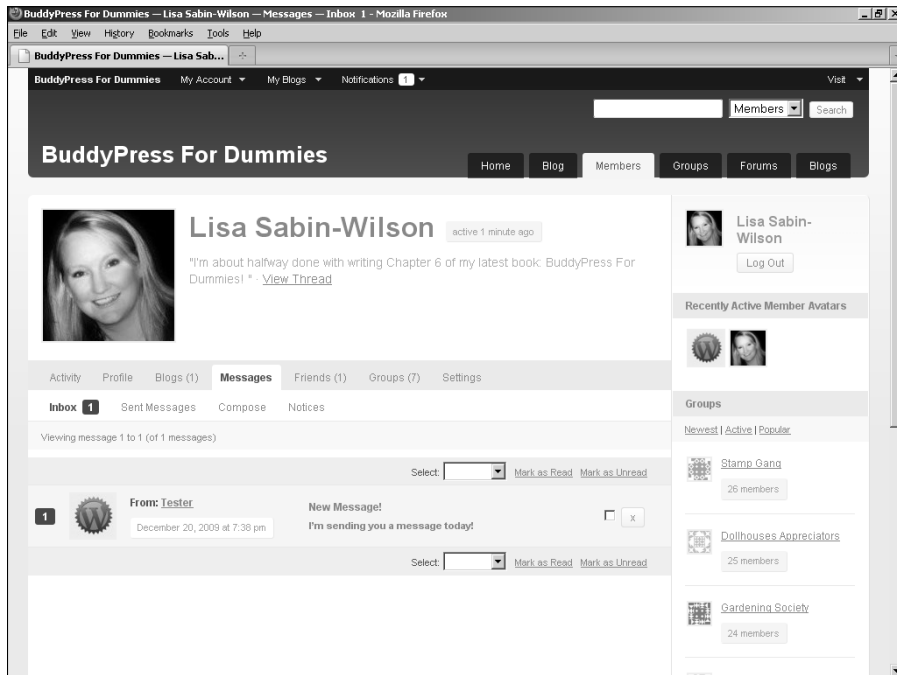 BuddyPress For Dummies — Lisa Sabin-Wilson — Messages — Inbox 1 - Mozilla Firefox
File Edit View History Bookmarks Tools Help
BuddyPress For Dummies — Lisa Sab...
BuddyPress For Dummies My Account My Blogs Notifications 1 Visit
Members Search
BuddyPress For Dummies
Home Blog Members Groups Forums Blogs
Lisa Sabin-Wilson active 1 minute ago
"I'm about halfway done with writing Chapter 6 of my latest book: BuddyPress For
Dummies! " · View Thread
Lisa Sabin-
Wilson
Log Out
Recently Active Member Avatars
Activity Profile Blogs (1) Messages Friends (1) Groups (7) Settings
Inbox 1 Sent Messages Compose Notices
Viewing message 1 to 1 (of 1 messages)
Select: Mark as Read Mark as Unread
1 From: Tester
December 20, 2009 at 7:38 pm
New Message!
I'm sending you a message today!
x
Select: Mark as Read Mark as Unread
Groups
Newest | Active | Popular
Stamp Gang
26 members
Dollhouses Appreciators
25 members
Gardening Society
24 members